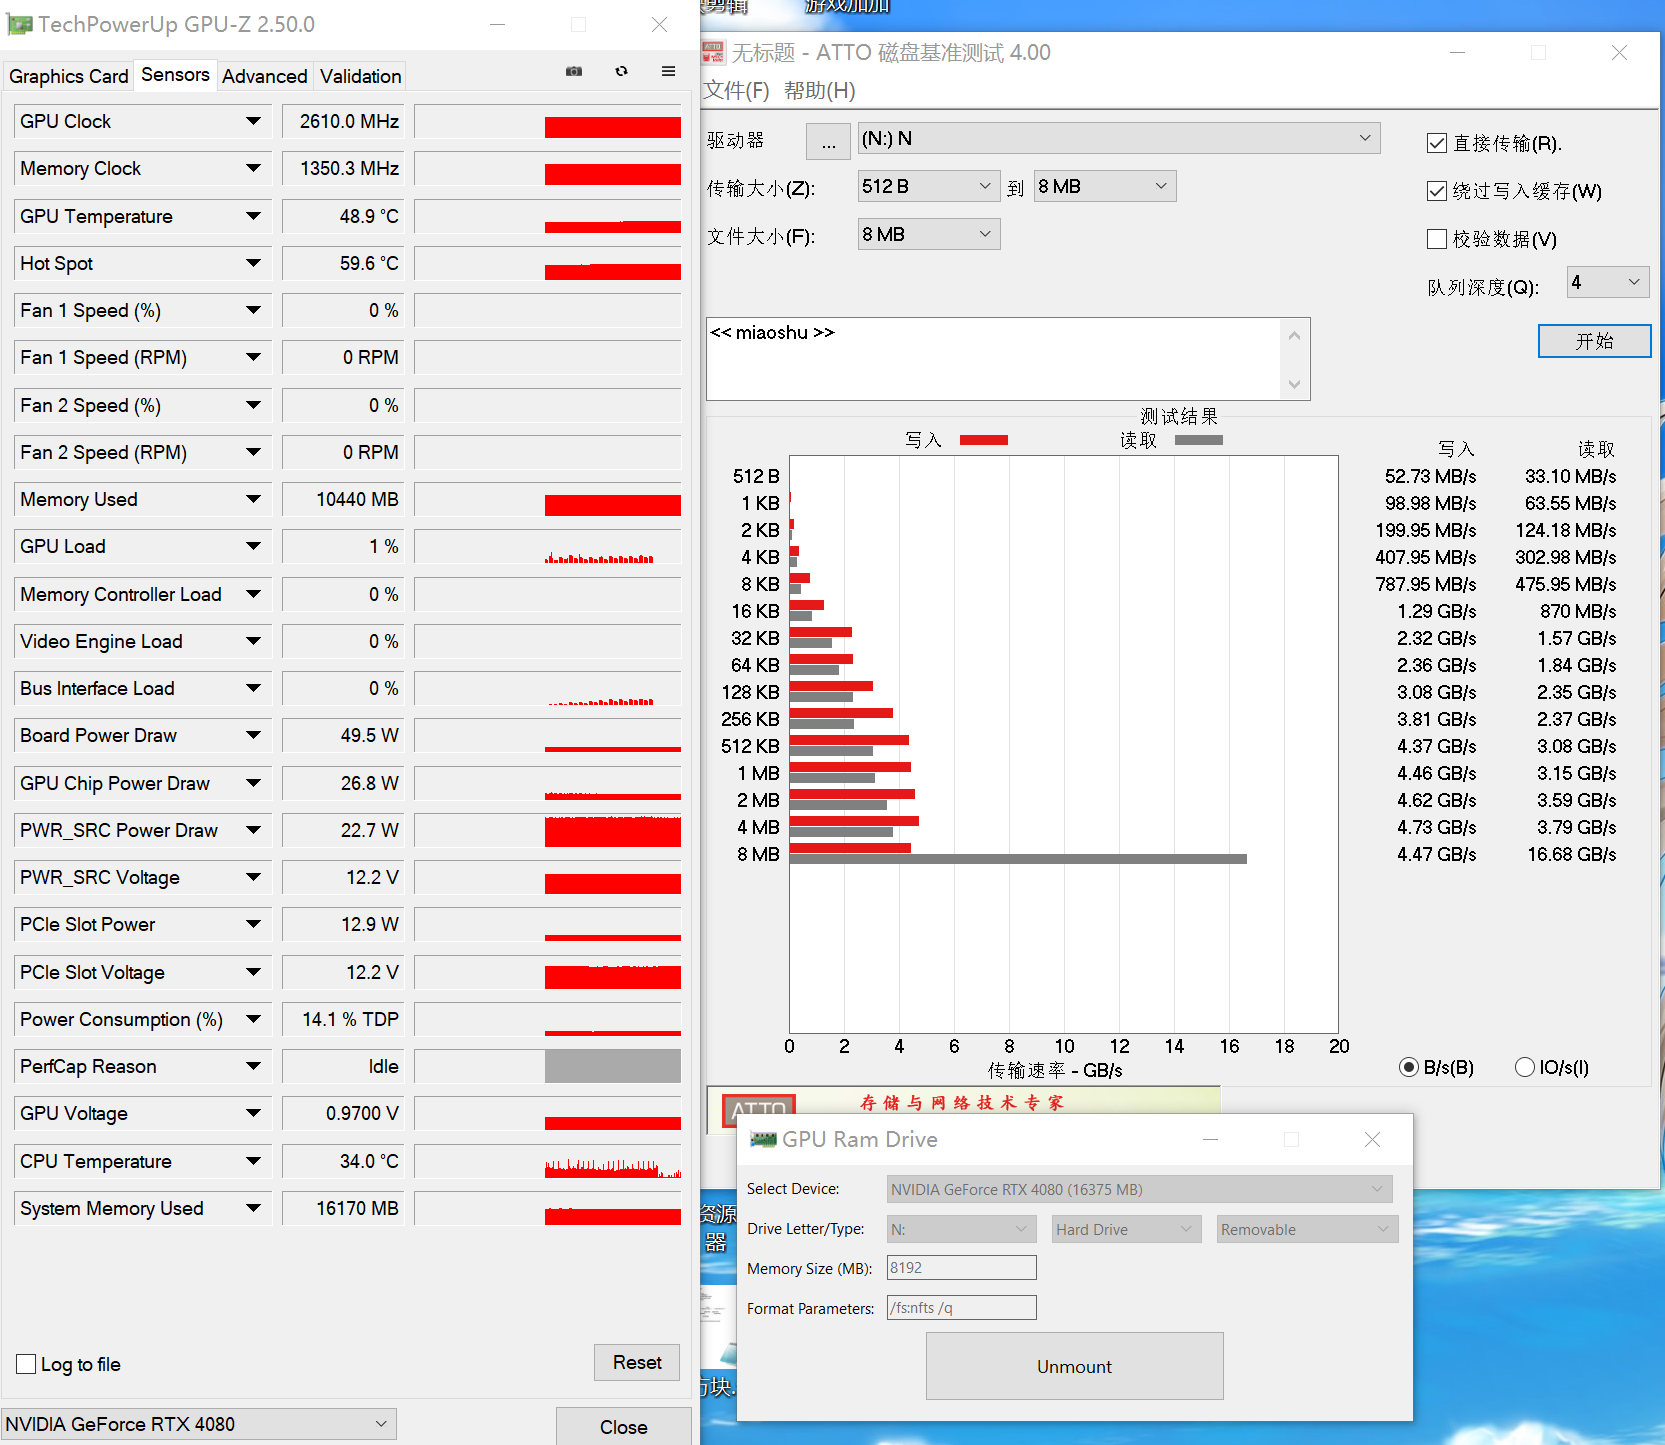 TechPowerUp GPU-Z 2.50.0
Graphics Card Sensors Advanced Validation
GPU Clock 2610.0 MHz
Memory Clock 1350.3 MHz
GPU Temperature 48.9 °C
Hot Spot 59.6 °C
Fan 1 Speed (%) 0 %
Fan 1 Speed (RPM) 0 RPM
Fan 2 Speed (%) 0 %
Fan 2 Speed (RPM) 0 RPM
Memory Used 10440 MB
GPU Load 1 %
Memory Controller Load 0 %
Video Engine Load 0 %
Bus Interface Load 0 %
Board Power Draw 49.5 W
GPU Chip Power Draw 26.8 W
PWR_SRC Power Draw 22.7 W
PWR_SRC Voltage 12.2 V
PCIe Slot Power 12.9 W
PCIe Slot Voltage 12.2 V
Power Consumption (%) 14.1 % TDP
PerfCap Reason Idle
GPU Voltage 0.9700 V
CPU Temperature 34.0 °C
System Memory Used 16170 MB
Log to file
Reset
NVIDIA GeForce RTX 4080
Close
剪辑
游戏加加
无标题 - ATTO 磁盘基准测试 4.00
文件(F) 帮助(H)
驱动器 ... (N:) N
传输大小(Z): 512 B 到 8 MB
文件大小(F): 8 MB
直接传输(R).
绕过写入缓存(W)
校验数据(V)
队列深度(Q): 4
<< miaoshu >>
开始
测试结果
写入 读取
写入 读取
512 B 52.73 MB/s 33.10 MB/s
1 KB 98.98 MB/s 63.55 MB/s
2 KB 199.95 MB/s 124.18 MB/s
4 KB 407.95 MB/s 302.98 MB/s
8 KB 787.95 MB/s 475.95 MB/s
16 KB 1.29 GB/s 870 MB/s
32 KB 2.32 GB/s 1.57 GB/s
64 KB 2.36 GB/s 1.84 GB/s
128 KB 3.08 GB/s 2.35 GB/s
256 KB 3.81 GB/s 2.37 GB/s
512 KB 4.37 GB/s 3.08 GB/s
1 MB 4.46 GB/s 3.15 GB/s
2 MB 4.62 GB/s 3.59 GB/s
4 MB 4.73 GB/s 3.79 GB/s
8 MB 4.47 GB/s 16.68 GB/s
0 2 4 6 8 10 12 14 16 18 20
传输速率 - GB/s
B/s(B) IO/s(I)
ATTO 存储与网络技术专家
GPU Ram Drive
Select Device: NVIDIA GeForce RTX 4080 (16375 MB)
Drive Letter/Type: N: Hard Drive Removable
Memory Size (MB): 8192
Format Parameters: /fs:nfts /q
Unmount
资源
器
方块.